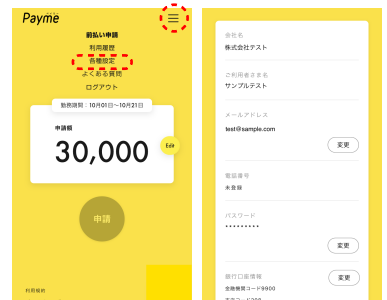 Payme
前払い申請
利用履歴
各種設定
よくある質問
ログアウト
勤務期間：10月01日〜10月21日
申請額
30,000
Edit
申請
利用規約
会社名
株式会社テスト
ご利用者さま名
サンプルテスト
メールアドレス
test@sample.com
変更
電話番号
未登録
パスワード
•••••••••
変更
銀行口座情報
変更
金融機関コード9900